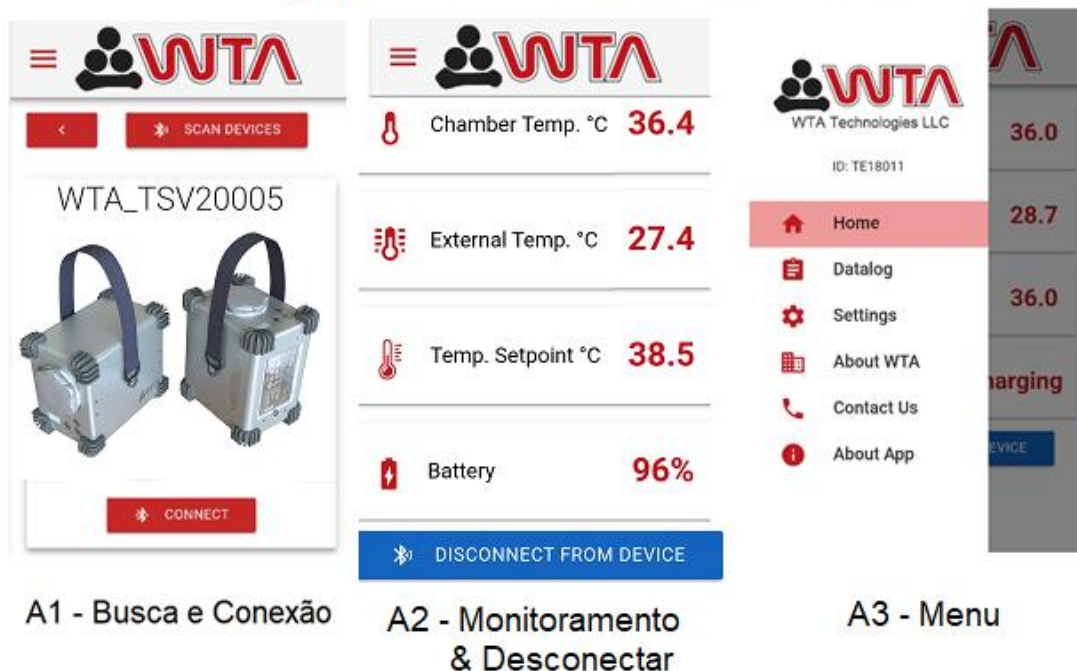 WTA
<
SCAN DEVICES
WTA_TSV20005
CONNECT
A1 - Busca e Conexão
WTA
Chamber Temp. °C 36.4
External Temp. °C 27.4
Temp. Setpoint °C 38.5
Battery 96%
DISCONNECT FROM DEVICE
A2 - Monitoramento
& Desconectar
WTA
WTA Technologies LLC
ID: TE18011
Home
Datalog
Settings
About WTA
Contact Us
About App
36.0
28.7
36.0
arging
EVICE
A3 - Menu